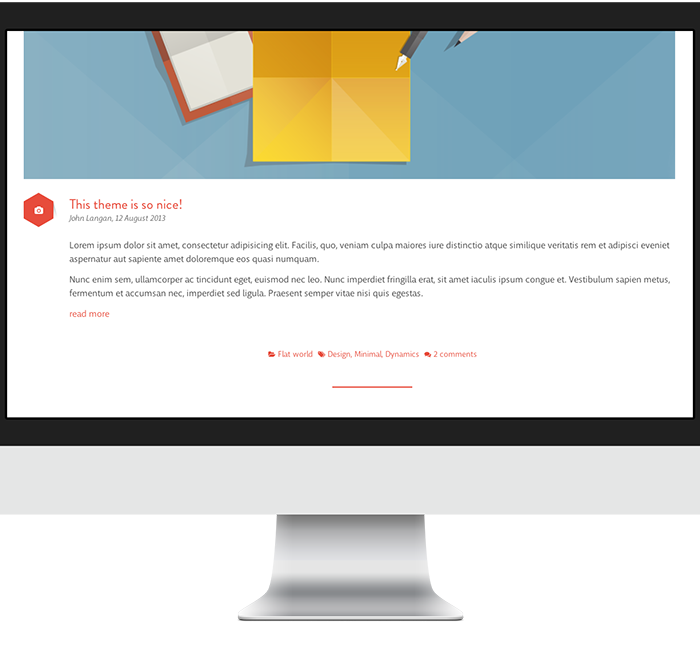 This theme is so nice!
John Langan, 12 August 2013
Lorem ipsum dolor sit amet, consectetur adipisicing elit. Facilis, quo, veniam culpa maiores iure distinctio atque similique veritatis rem et adipisci eveniet
aspernatur aut sapiente amet doloremque eos quasi numquam.
Nunc enim sem, ullamcorper ac tincidunt eget, euismod nec leo. Nunc imperdiet fringilla erat, sit amet iaculis ipsum congue et. Vestibulum sapien metus,
fermentum et accumsan nec, imperdiet sed ligula. Praesent semper vitae nisi quis egestas.
read more
Flat world Design, Minimal, Dynamics 2 comments